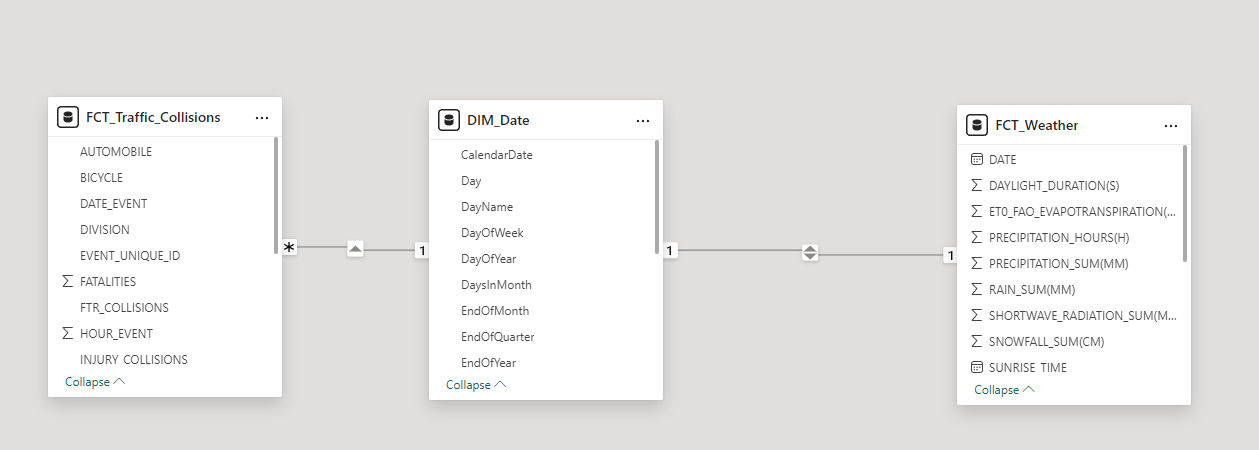 FCT_Traffic_Collisions
...
AUTOMOBILE
BICYCLE
DATE_EVENT
DIVISION
EVENT_UNIQUE_ID
FATALITIES
FTR_COLLISIONS
HOUR_EVENT
INJURY_COLLISIONS
Collapse
*
1
DIM_Date
...
CalendarDate
Day
DayName
DayOfWeek
DayOfYear
DaysInMonth
EndOfMonth
EndOfQuarter
EndOfYear
Collapse
1
1
FCT_Weather
...
DATE
DAYLIGHT_DURATION(S)
ET0_FAO_EVAPOTRANSPIRATION(...
PRECIPITATION_HOURS(H)
PRECIPITATION_SUM(MM)
RAIN_SUM(MM)
SHORTWAVE_RADIATION_SUM(M...
SNOWFALL_SUM(CM)
SUNRISE_TIME
Collapse